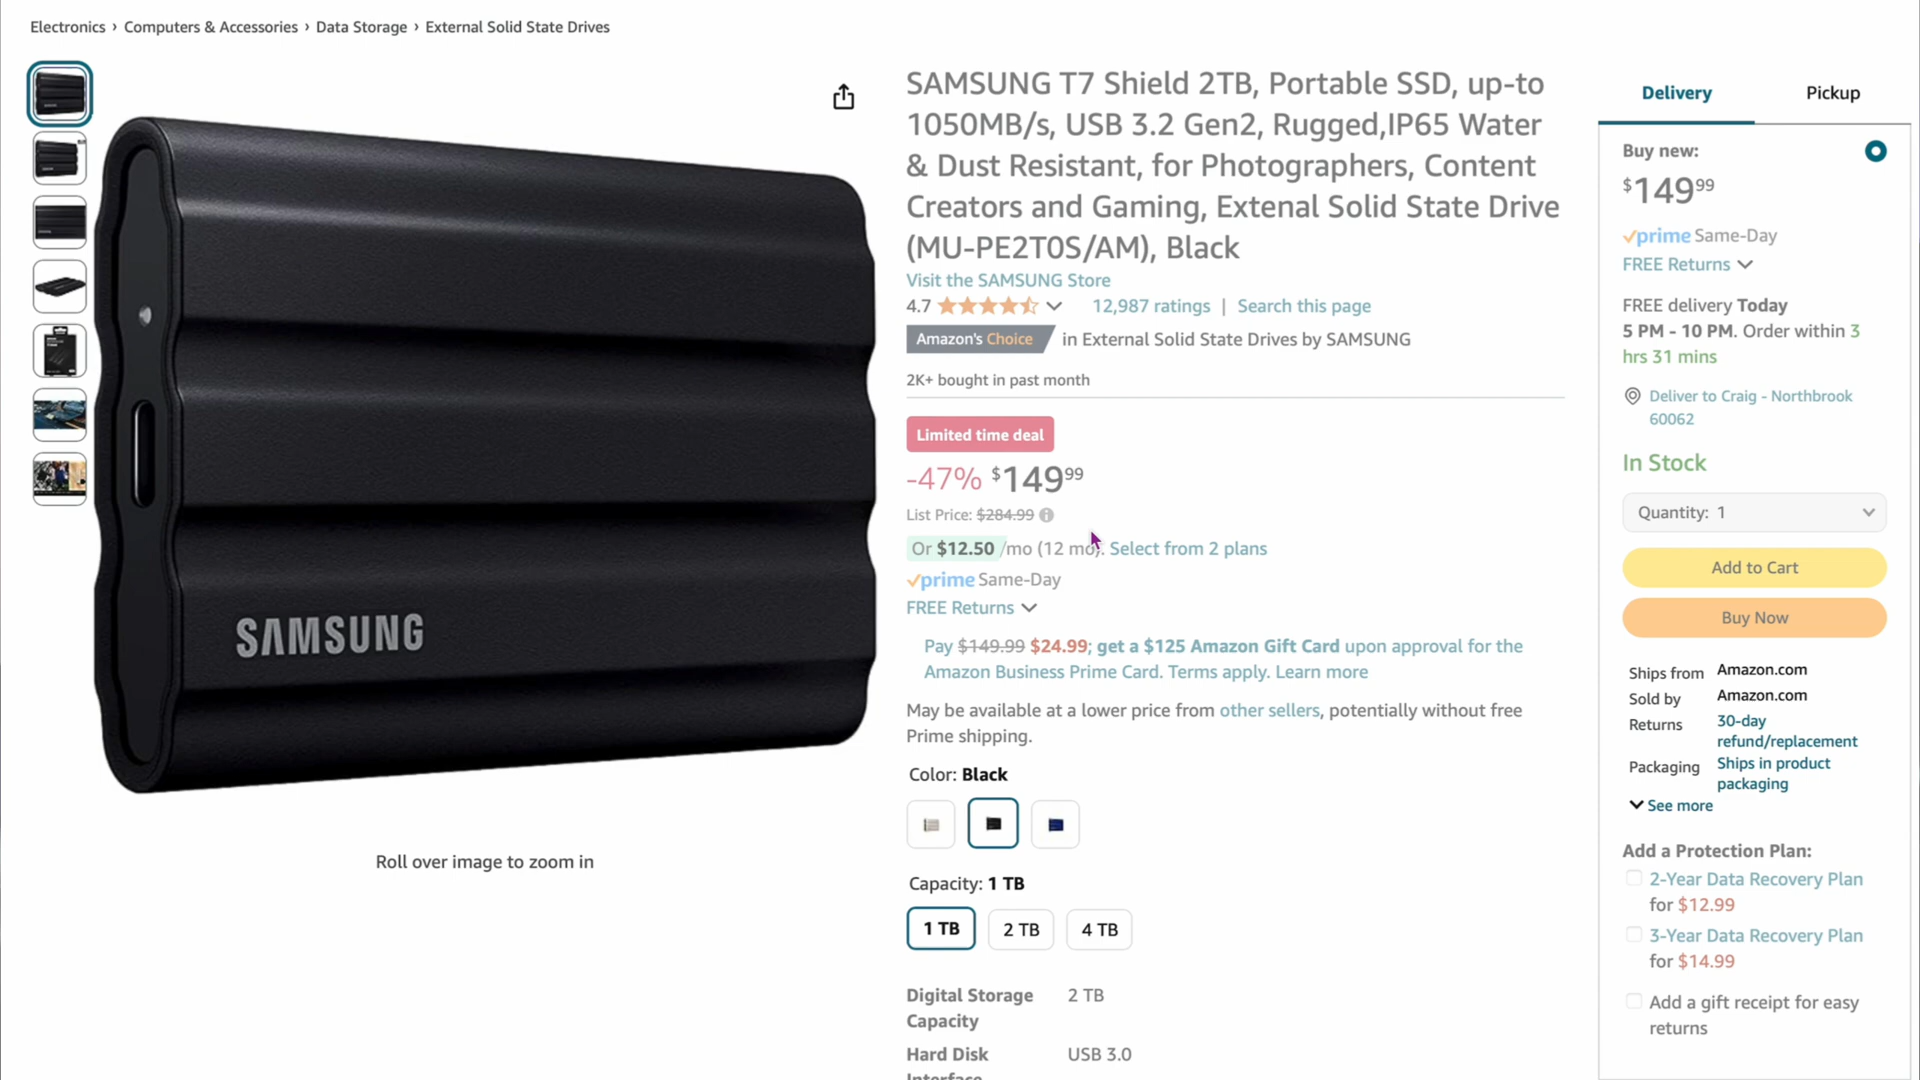 Electronics › Computers & Accessories › Data Storage › External Solid State Drives
SAMSUNG
Roll over image to zoom in
SAMSUNG T7 Shield 2TB, Portable SSD, up-to
1050MB/s, USB 3.2 Gen2, Rugged,IP65 Water
& Dust Resistant, for Photographers, Content
Creators and Gaming, Extenal Solid State Drive
(MU-PE2T0S/AM), Black
Visit the SAMSUNG Store
4.7 12,987 ratings | Search this page
Amazon's Choice in External Solid State Drives by SAMSUNG
2K+ bought in past month
Limited time deal
-47% $14999
List Price: $284.99
Or $12.50 /mo (12 mo). Select from 2 plans
prime Same-Day
FREE Returns
Pay $149.99 $24.99; get a $125 Amazon Gift Card upon approval for the
Amazon Business Prime Card. Terms apply. Learn more
May be available at a lower price from other sellers, potentially without free
Prime shipping.
Color: Black
Capacity: 1 TB
1 TB 2 TB 4 TB
Digital Storage 2 TB
Capacity
Hard Disk USB 3.0
Interface
Delivery Pickup
Buy new:
$14999
prime Same-Day
FREE Returns
FREE delivery Today
5 PM - 10 PM. Order within 3
hrs 31 mins
Deliver to Craig - Northbrook
60062
In Stock
Quantity: 1
Add to Cart
Buy Now
Ships from Amazon.com
Sold by Amazon.com
Returns 30-day
refund/replacement
Packaging Ships in product
packaging
See more
Add a Protection Plan:
2-Year Data Recovery Plan
for $12.99
3-Year Data Recovery Plan
for $14.99
Add a gift receipt for easy
returns